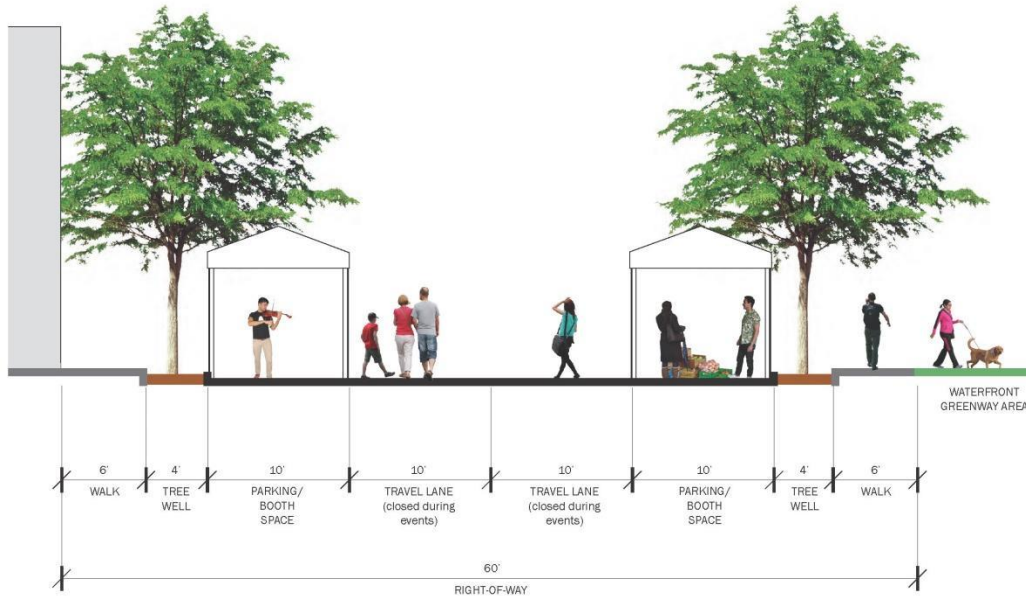 WATERFRONT
GREENWAY AREA
6'
WALK
4'
TREE
WELL
10'
PARKING/
BOOTH
SPACE
10'
TRAVEL LANE
(closed during
events)
10'
TRAVEL LANE
(closed during
events)
10'
PARKING/
BOOTH
SPACE
4'
TREE
WELL
6'
WALK
60'
RIGHT-OF-WAY